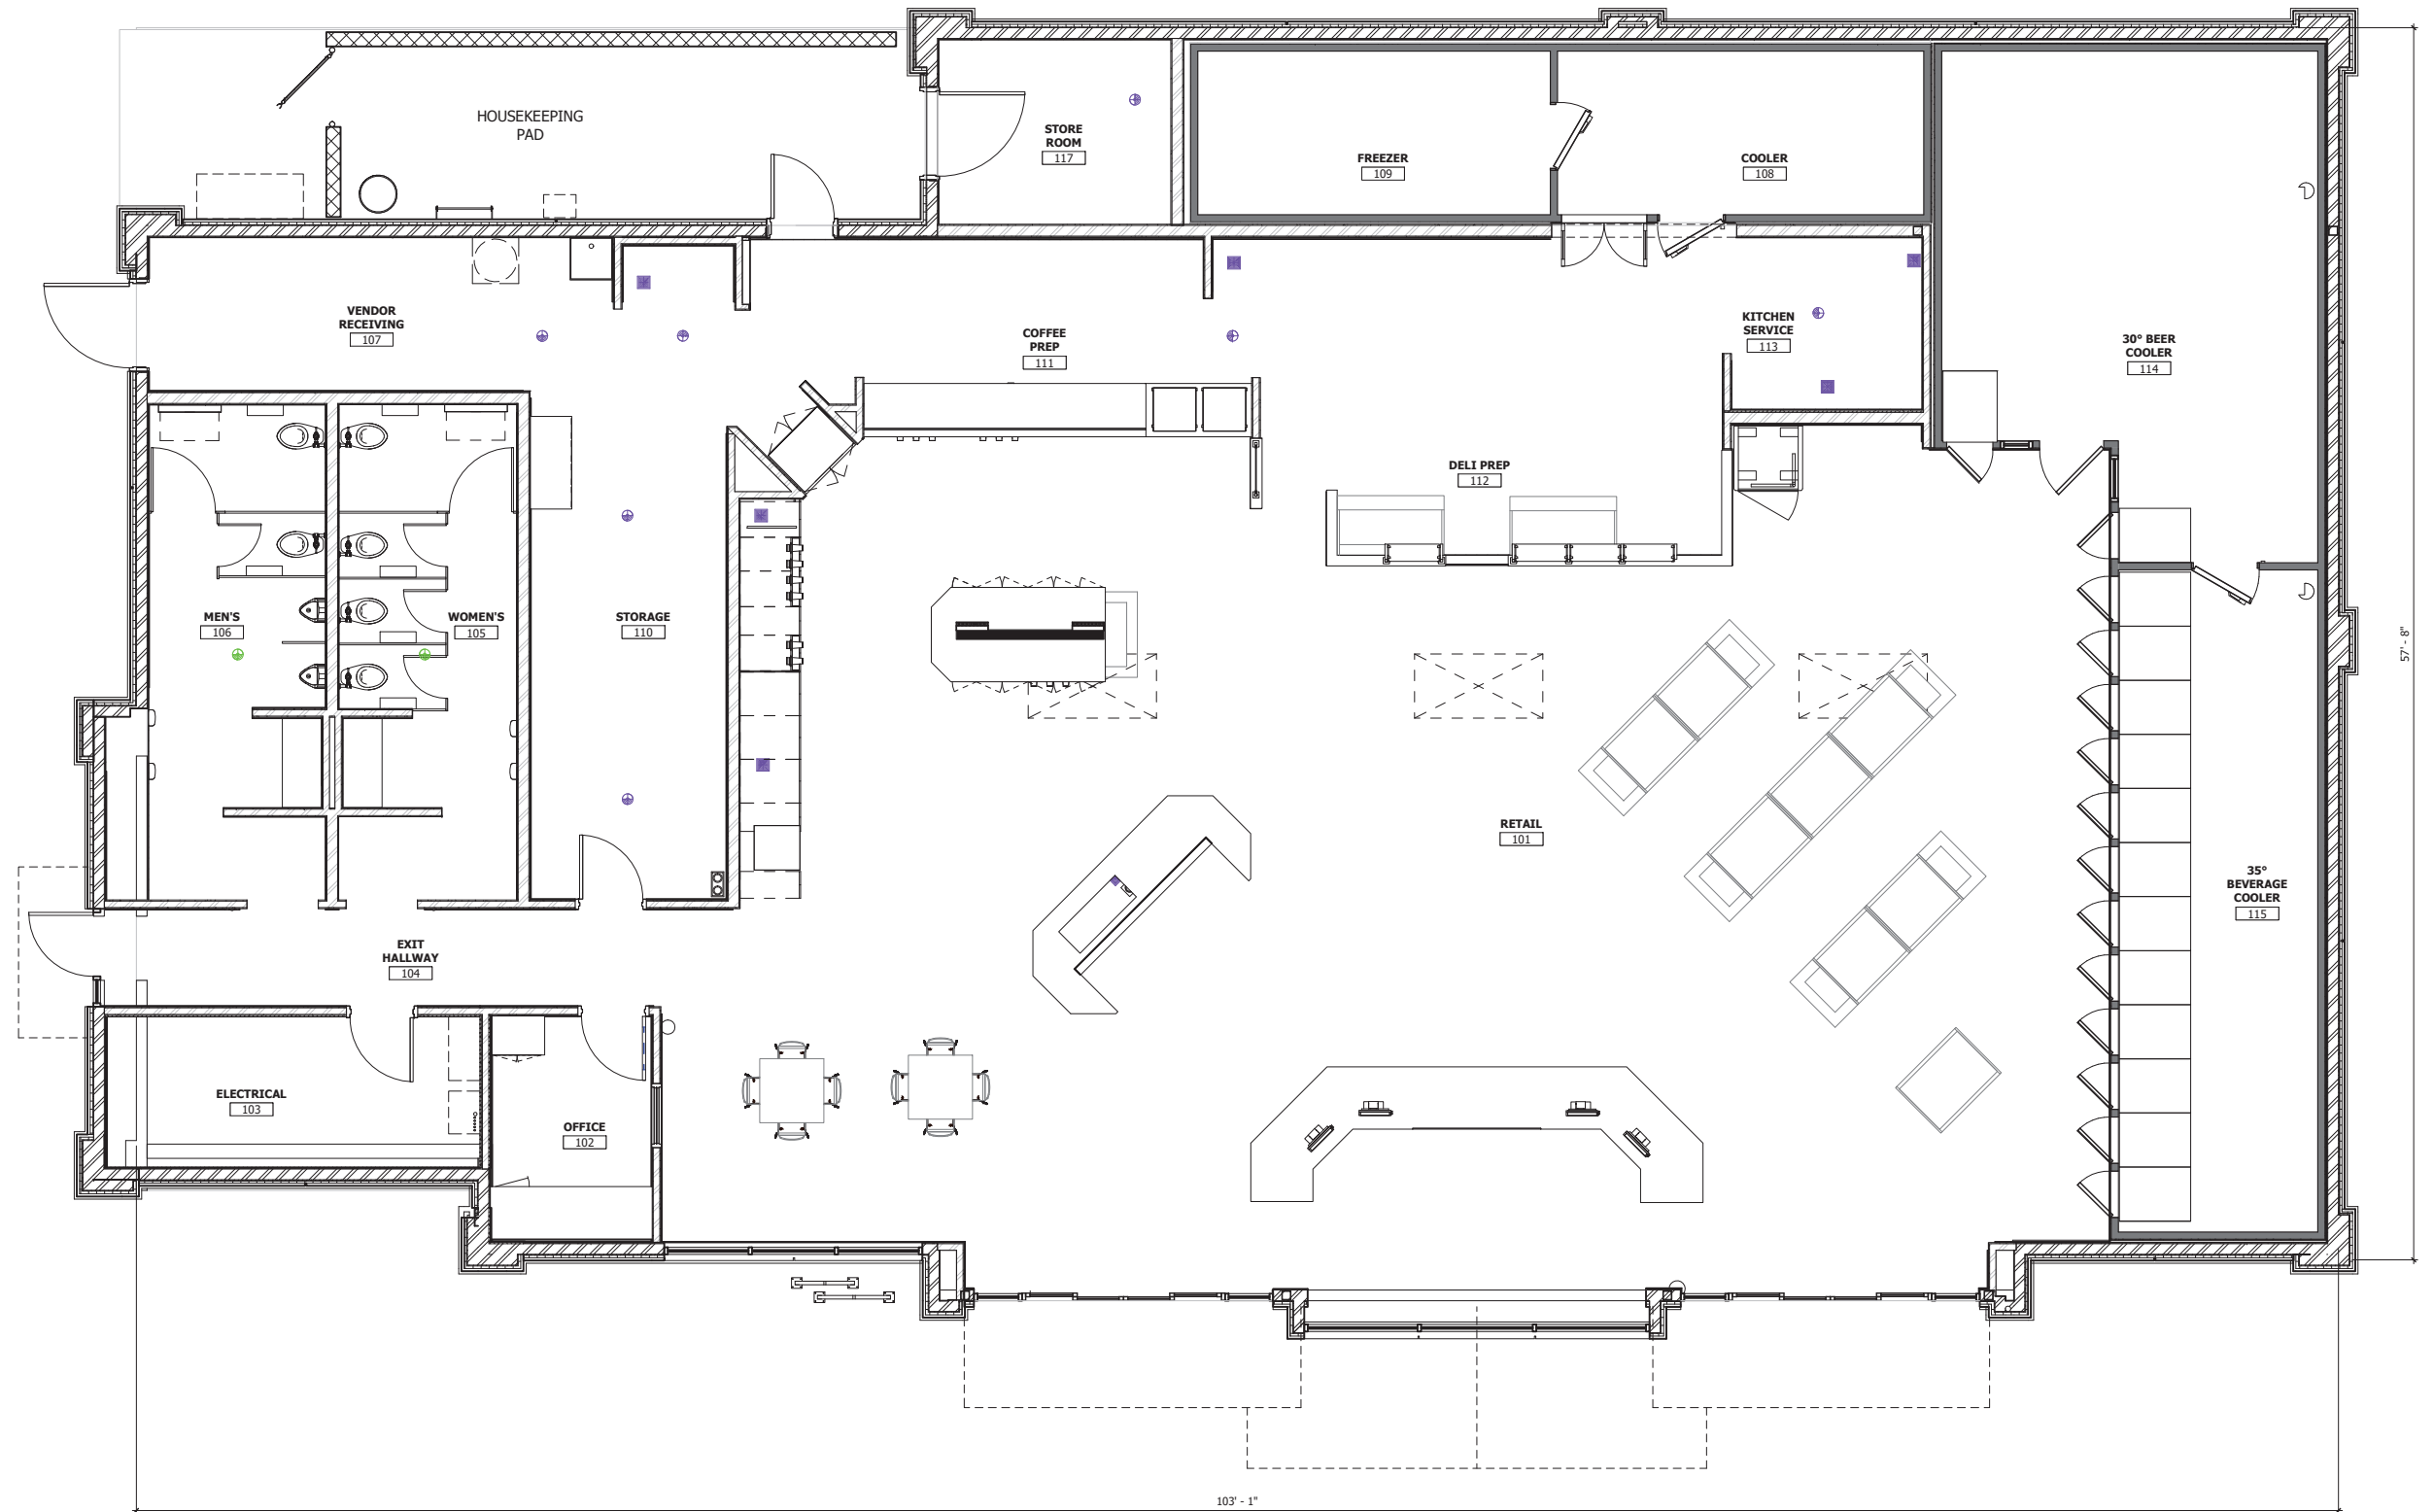 HOUSEKEEPING
PAD
STORE
ROOM
117
FREEZER
109
COOLER
108
VENDOR
RECEIVING
107
COFFEE
PREP
111
KITCHEN
SERVICE
113
30° BEER
COOLER
114
DELI PREP
112
MEN'S
106
WOMEN'S
105
STORAGE
110
57' - 8"
RETAIL
101
35°
BEVERAGE
COOLER
115
EXIT
HALLWAY
104
ELECTRICAL
103
OFFICE
102
103' - 1"